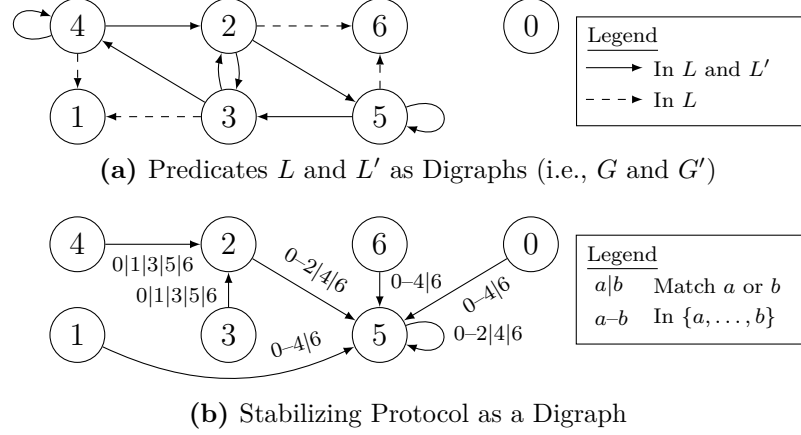 4
2
6
0
Legend
In L and L′
In L
1
3
5
(a) Predicates L and L′ as Digraphs (i.e., G and G′)
4
2
6
0
0|1|3|5|6
0–2|4|6
0–4|6
0–4|6
0|1|3|5|6
1
3
5
0–4|6
0–2|4|6
Legend
a|b Match a or b
a–b In {a, . . . , b}
(b) Stabilizing Protocol as a Digraph